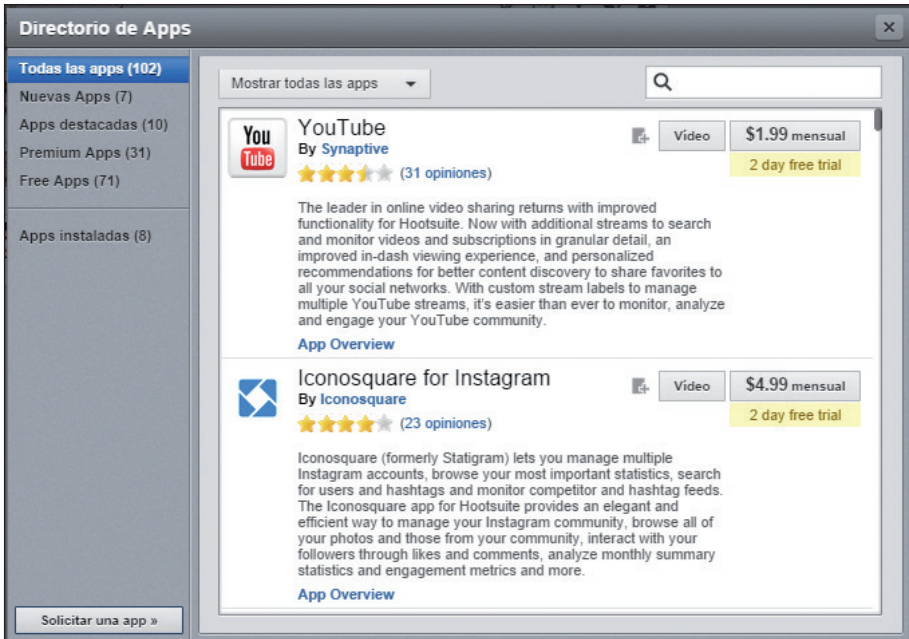 Directorio de Apps
Todas las apps (102)
Nuevas Apps (7)
Apps destacadas (10)
Premium Apps (31)
Free Apps (71)
Apps instaladas (8)
Solicitar una app »
Mostrar todas las apps
You
Tube
YouTube
By Synaptive
(31 opiniones)
Video
$1.99 mensual
2 day free trial
The leader in online video sharing returns with improved
functionality for Hootsuite. Now with additional streams to search
and monitor videos and subscriptions in granular detail, an
improved in-dash viewing experience, and personalized
recommendations for better content discovery to share favorites to
all your social networks. With custom stream labels to manage
multiple YouTube streams, it's easier than ever to monitor, analyze
and engage your YouTube community.
App Overview
Iconosquare for Instagram
By Iconosquare
(23 opiniones)
Video
$4.99 mensual
2 day free trial
Iconosquare (formerly Statigram) lets you manage multiple
Instagram accounts, browse your most important statistics, search
for users and hashtags and monitor competitor and hashtag feeds.
The Iconosquare app for Hootsuite provides an elegant and
efficient way to manage your Instagram community, browse all of
your photos and those from your community, interact with your
followers through likes and comments, analyze monthly summary
statistics and engagement metrics and more.
App Overview